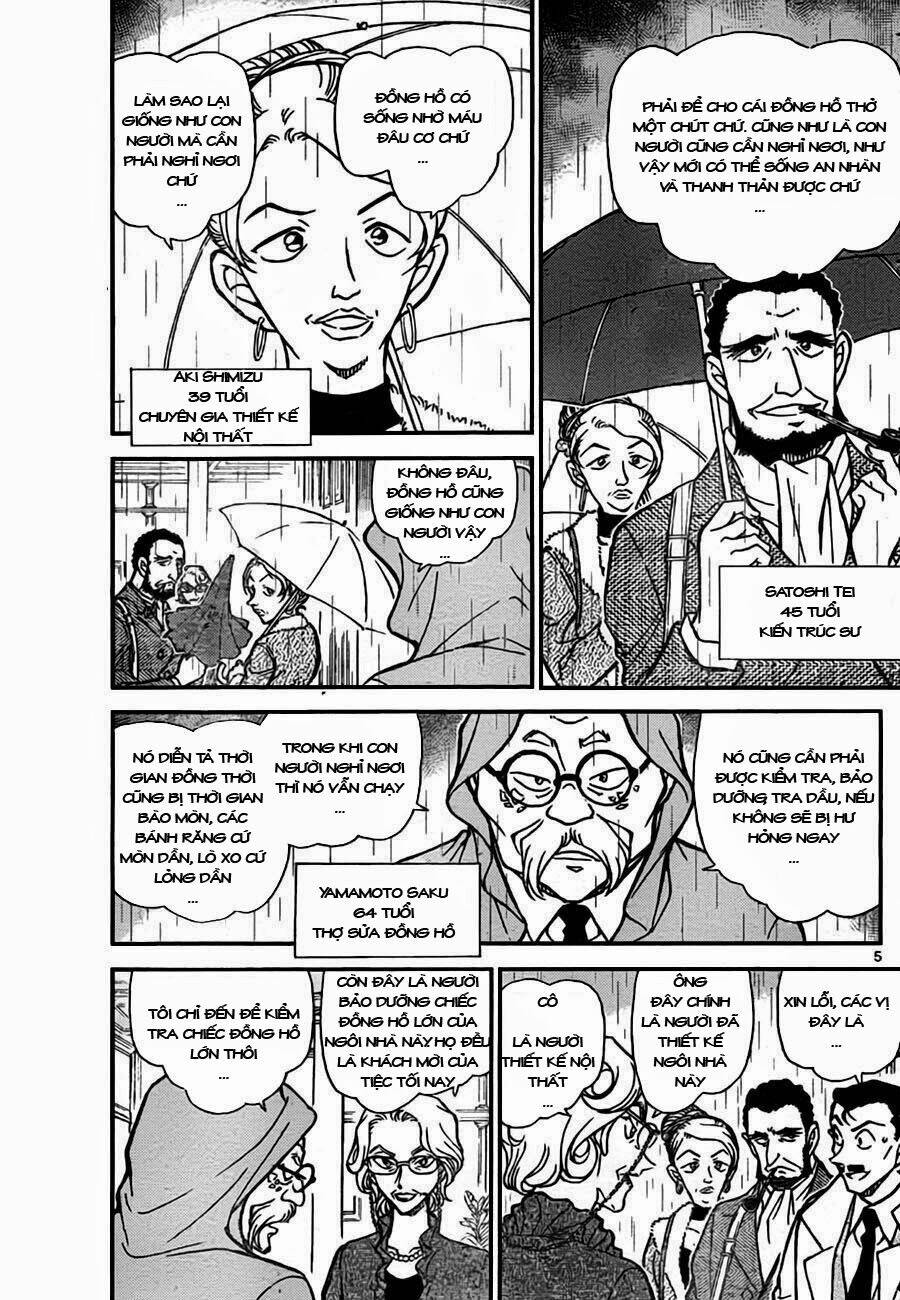 PHẢI ĐỂ CHO CÁI ĐỒNG HỒ THỞ
MỘT CHÚT CHỨ. CŨNG NHƯ LÀ CON
NGƯỜI CŨNG CẦN NGHỈ NGƠI, NHƯ
VẬY MỚI CÓ THỂ SỐNG AN NHÀN
VÀ THANH THẢN ĐƯỢC CHỨ
...
SATOSHI TEI
45 TUỔI
KIẾN TRÚC SƯ
ĐỒNG HỒ CÓ
SỐNG NHỜ MÁU
ĐÂU CƠ CHỨ
...
LÀM SAO LẠI
GIỐNG NHƯ CON
NGƯỜI MÀ CẦN
PHẢI NGHỈ NGƠI
CHỨ
...
AKI SHIMIZU
39 TUỔI
CHUYÊN GIA THIẾT KẾ
NỘI THẤT
KHÔNG ĐÂU,
ĐỒNG HỒ CŨNG
GIỐNG NHƯ CON
NGƯỜI VẬY
...
NÓ CŨNG CẦN PHẢI
ĐƯỢC KIỂM TRA, BẢO
DƯỠNG, TRA DẦU, NẾU
KHÔNG SẼ BỊ HƯ
HỎNG NGAY
...
TRONG KHI CON
NGƯỜI NGHỈ NGƠI
THÌ NÓ VẪN CHẠY
...
NÓ DIỄN TẢ THỜI
GIAN ĐỒNG THỜI
CŨNG BỊ THỜI GIAN
BÀO MÒN, CÁC
BÁNH RĂNG CỨ
MÒN DẦN, LÒ XO CỨ
LỎNG DẦN
...
YAMAMOTO SAKU
64 TUỔI
THỢ SỬA ĐỒNG HỒ
5
XIN LỖI, CÁC VỊ
ĐÂY LÀ
...
ÔNG
ĐÂY CHÍNH
LÀ NGƯỜI ĐÃ
THIẾT KẾ
NGÔI NHÀ
NÀY
CÔ
LÀ NGƯỜI
THIẾT KẾ NỘI
THẤT
...
CÒN ĐÂY LÀ NGƯỜI
BẢO DƯỠNG CHIẾC
ĐỒNG HỒ LỚN CỦA
NGÔI NHÀ NÀY HỌ ĐỀU
LÀ KHÁCH MỜI CỦA
TIỆC TỐI NAY
TÔI CHỈ ĐẾN ĐỂ KIỂM
TRA CHIẾC ĐỒNG HỒ
LỚN THÔI
...